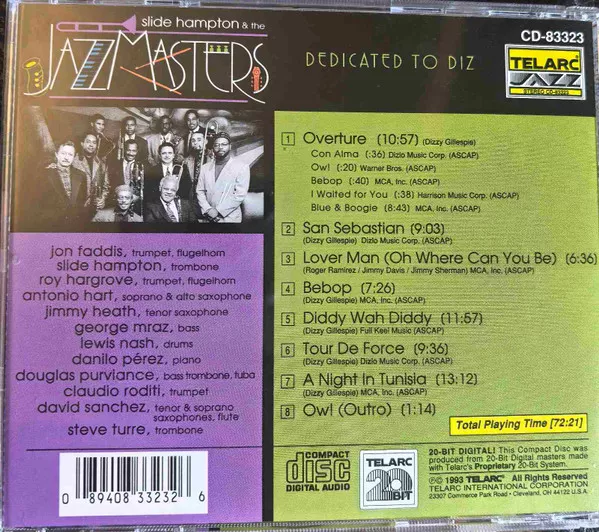 slide hampton & the
JAZZMASTERS
DEDICATED TO DIZ
CD-83323
TELARC
JAZZ
STEREO CD-83323
1 Overture (10:57) (Dizzy Gillespie)
Con Alma (:36) Dizlo Music Corp. (ASCAP)
Ow! (:20) Warner Bros. (ASCAP)
Bebop (:40) MCA, Inc. (ASCAP)
I Waited for You (:38) Harrison Music Corp. (ASCAP)
Blue & Boogie (8:43) MCA, Inc. (ASCAP)
2 San Sebastian (9:03)
(Dizzy Gillespie) Dizlo Music Corp. (ASCAP)
3 Lover Man (Oh Where Can You Be) (6:36)
(Roger Ramirez / Jimmy Davis / Jimmy Sherman) MCA, Inc. (ASCAP)
4 Bebop (7:26)
(Dizzy Gillespie) MCA, Inc. (ASCAP)
5 Diddy Wah Diddy (11:57)
(Dizzy Gillespie) Full Keel Music (ASCAP)
6 Tour De Force (9:36)
(Dizzy Gillespie) Dizlo Music Corp. (ASCAP)
7 A Night In Tunisia (13:12)
(Dizzy Gillespie) MCA, Inc. (ASCAP)
8 Ow! (Outro) (1:14)
Total Playing Time [72:21]
jon faddis, trumpet, flugelhorn
slide hampton, trombone
roy hargrove, trumpet, flugelhorn
antonio hart, soprano & alto saxophone
jimmy heath, tenor saxophone
george mraz, bass
lewis nash, drums
danilo pérez, piano
douglas purviance, bass trombone, tuba
claudio roditi, trumpet
david sanchez, tenor & soprano
saxophones, flute
steve turre, trombone
0 89408 33232 6
COMPACT
disc
DIGITAL AUDIO
TELARC
20
BIT
20-BIT DIGITAL! This Compact Disc was
produced from 20-Bit Digital masters made
with Telarc's Proprietary 20-Bit System.
© 1993 TELARC® All Rights Reserved
TELARC INTERNATIONAL CORPORATION
23307 Commerce Park Road • Cleveland, OH 44122 U.S.A.